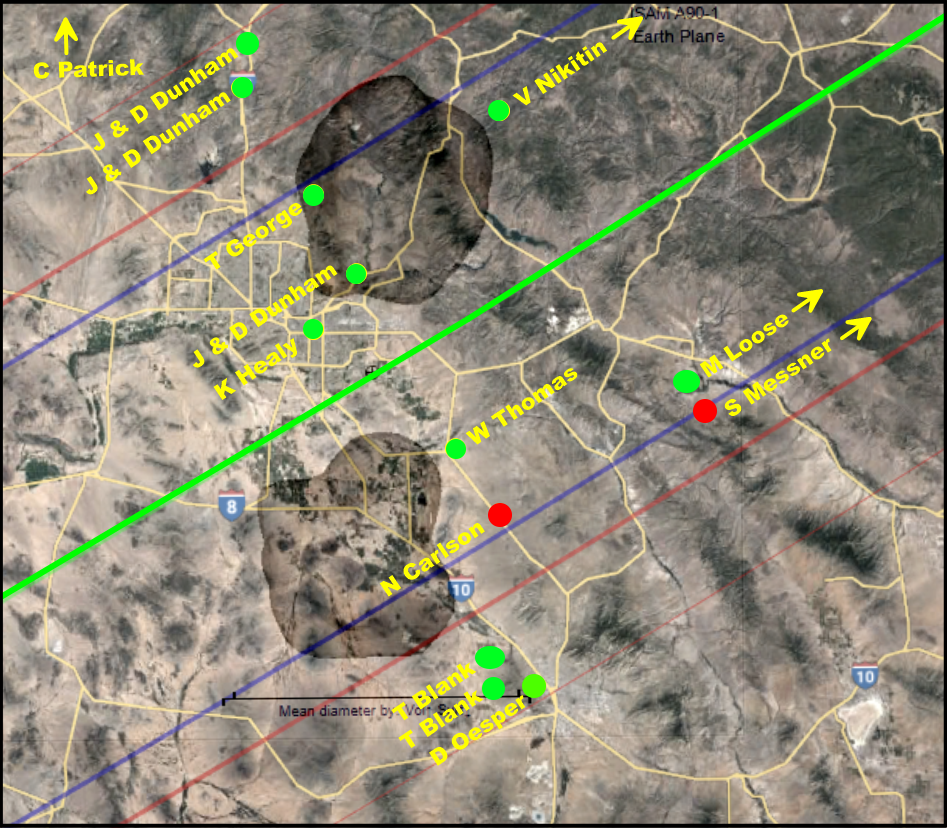 ISAM A90-1
Earth Plane
C Patrick
J & D Dunham
J & D Dunham
V Nikitin
T George
J & D Dunham
K Healy
M Loose
S Messner
W Thomas
8
N Carlson
10
T Blank
T Blank
D Oesper
10
Mean diameter by